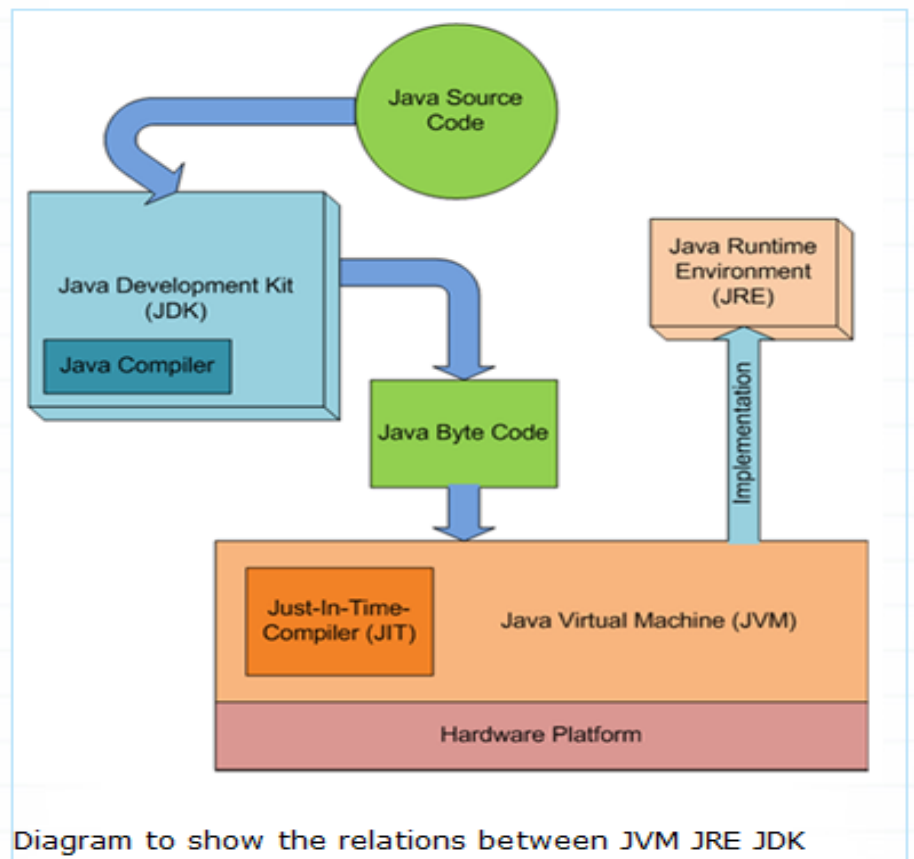 Java Source
Code
Java Development Kit
(JDK)
Java Compiler
Java Runtime
Environment
(JRE)
Java Byte Code
Implementation
Just-In-Time-
Compiler (JIT)
Java Virtual Machine (JVM)
Hardware Platform
Diagram to show the relations between JVM JRE JDK